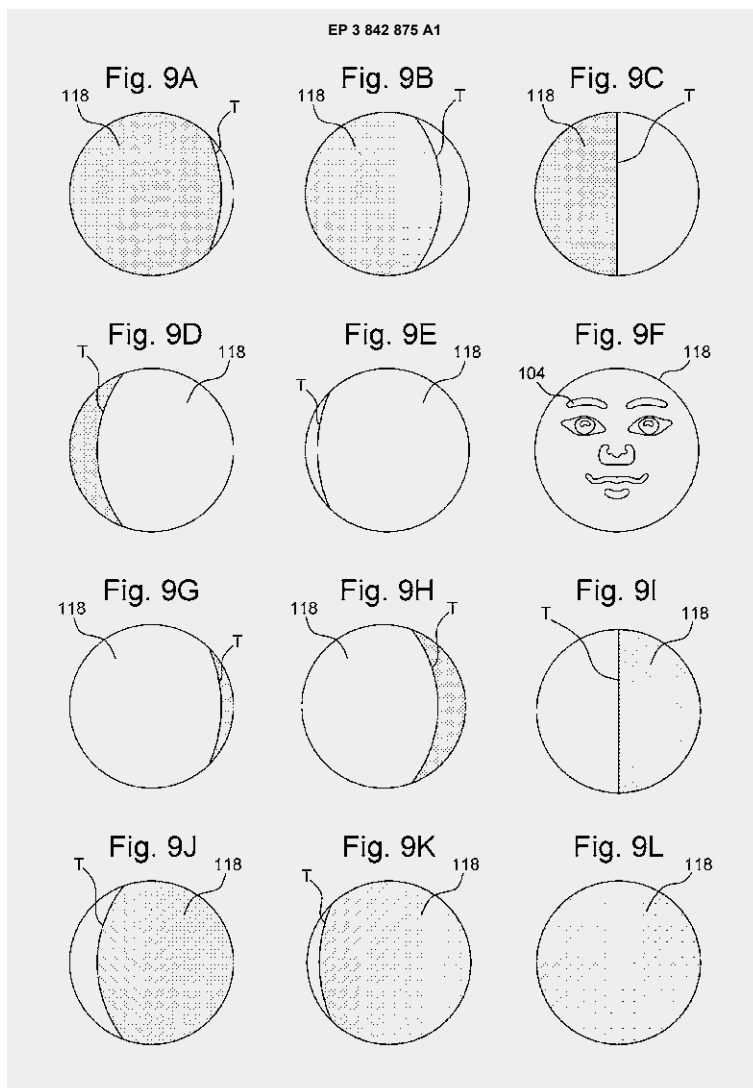 EP 3 842 875 A1
Fig. 9A Fig. 9B Fig. 9C
118 T 118 T 118 T
Fig. 9D Fig. 9E Fig. 9F
T 118 T 118 104 118
Fig. 9G Fig. 9H Fig. 9I
118 T 118 T T 118
Fig. 9J Fig. 9K Fig. 9L
T 118 T 118 118